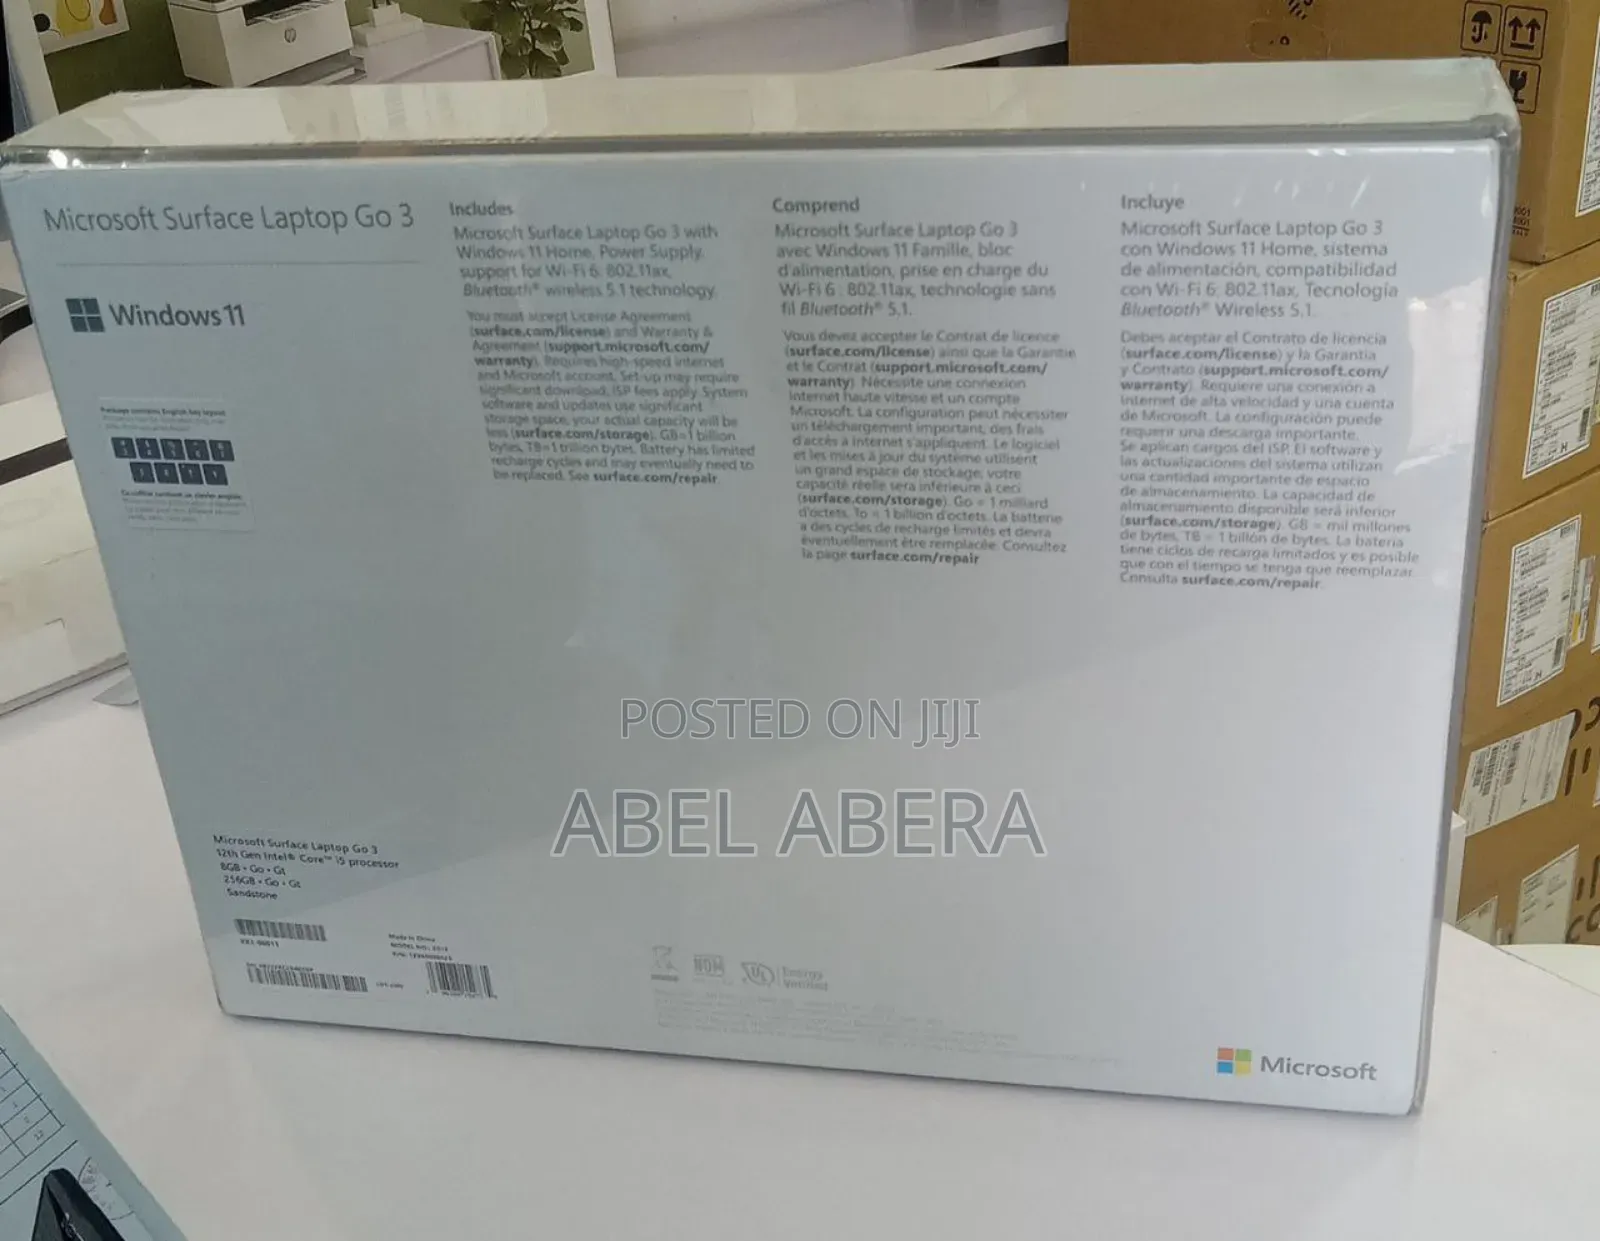 Microsoft Surface Laptop Go 3
Windows 11
Package contains English key layout
Includes
Microsoft Surface Laptop Go 3 with
Windows 11 Home, Power Supply,
support for Wi-Fi 6: 802.11ax,
Bluetooth® wireless 5.1 technology.
You must accept License Agreement
(surface.com/license) and Warranty &
Agreement (support.microsoft.com/
warranty). Requires high-speed internet
and Microsoft account. Set-up may require
significant download, ISP fees apply. System
software and updates use significant
storage space, your actual capacity will be
less (surface.com/storage). GB=1 billion
bytes, TB=1 trillion bytes. Battery has limited
recharge cycles and may eventually need to
be replaced. See surface.com/repair
Comprend
Microsoft Surface Laptop Go 3
avec Windows 11 Famille, bloc
d'alimentation, prise en charge du
Wi-Fi 6 : 802.11ax, technologie sans
fil Bluetooth® 5.1.
Vous devez accepter le Contrat de licence
(surface.com/license) ainsi que la Garantie
et le Contrat (support.microsoft.com/
warranty). Nécessite une connexion
Internet haute vitesse et un compte
Microsoft. La configuration peut nécessiter
un téléchargement important, des frais
d'accès à Internet s'appliquent. Le logiciel
et les mises à jour du système utilisent
un grand espace de stockage, votre
capacité réelle sera inférieure à ceci
(surface.com/storage). Go = 1 milliard
d'octets, To = 1 billion d'octets. La batterie
a des cycles de recharge limités et devra
éventuellement être remplacée. Consultez
la page surface.com/repair
Incluye
Microsoft Surface Laptop Go 3
con Windows 11 Home, sistema
de alimentación, compatibilidad
con Wi-Fi 6: 802.11ax, Tecnología
Bluetooth® Wireless 5.1.
Debes aceptar el Contrato de licencia
(surface.com/license) y la Garantía
y Contrato (support.microsoft.com/
warranty). Requiere una conexión a
Internet de alta velocidad y una cuenta
de Microsoft. La configuración puede
requerir una descarga importante.
Se aplican cargos del ISP. El software y
las actualizaciones del sistema utilizan
una cantidad importante de espacio
de almacenamiento. La capacidad de
almacenamiento disponible será inferior
(surface.com/storage). GB = mil millones
de bytes, TB = 1 billón de bytes. La batería
tiene ciclos de recarga limitados y es posible
que con el tiempo se tenga que reemplazar.
Consulta surface.com/repair
POSTED ON JIJI
ABEL ABERA
Microsoft Surface Laptop Go 3
12th Gen Intel® Core™ i5 processor
8GB • Go • Gt
256GB • Go • Gt
Sandstone
Made in China
NOM
UL
Energy
Verified
Microsoft